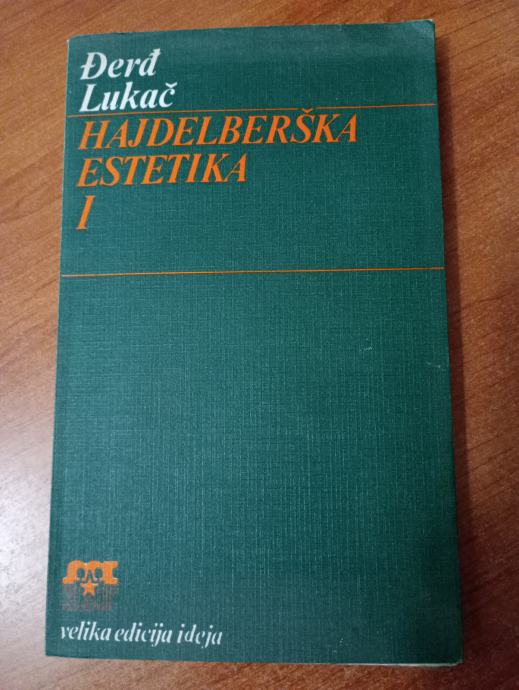 Đerđ
Lukač
HAJDELBERŠKA
ESTETIKA
I
velika edicija ideja